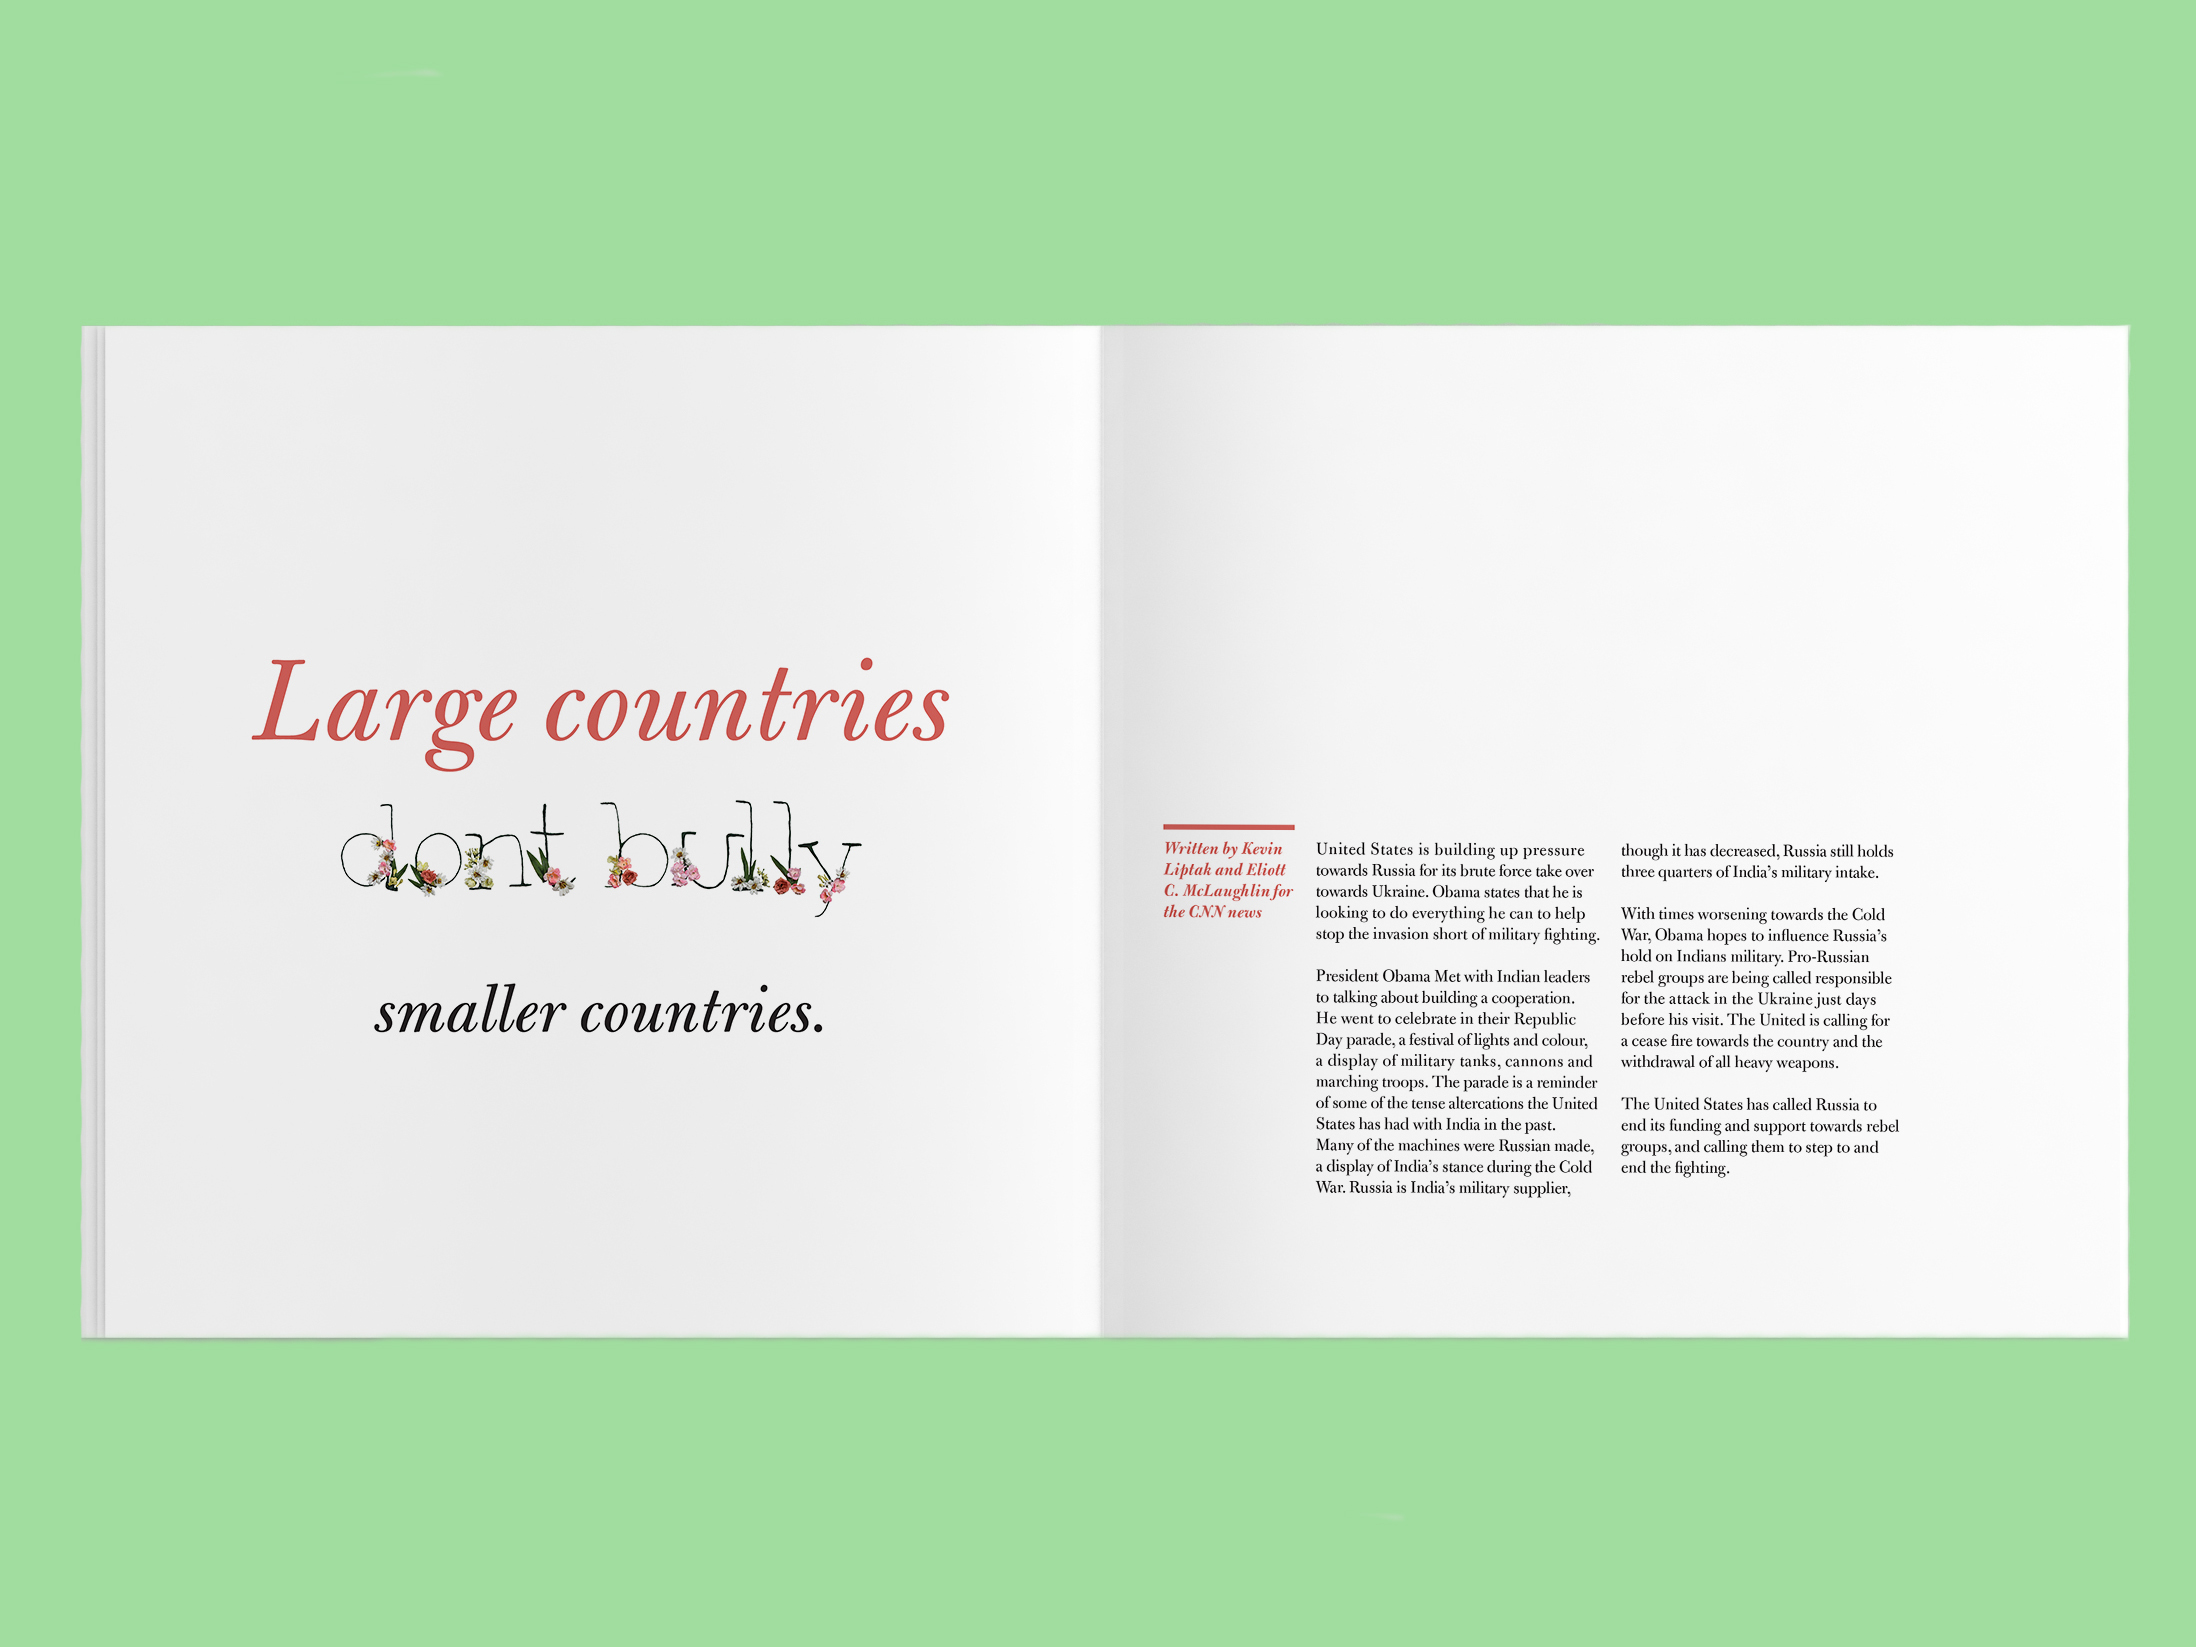 Large countries
dont bully
smaller countries.
Written by Kevin
Liptak and Eliott
C. McLaughlin for
the CNN news
United States is building up pressure
towards Russia for its brute force take over
towards Ukraine. Obama states that he is
looking to do everything he can to help
stop the invasion short of military fighting.
President Obama Met with Indian leaders
to talking about building a cooperation.
He went to celebrate in their Republic
Day parade, a festival of lights and colour,
a display of military tanks, cannons and
marching troops. The parade is a reminder
of some of the tense altercations the United
States has had with India in the past.
Many of the machines were Russian made,
a display of India’s stance during the Cold
War. Russia is India’s military supplier,
though it has decreased, Russia still holds
three quarters of India’s military intake.
With times worsening towards the Cold
War, Obama hopes to influence Russia’s
hold on Indians military. Pro-Russian
rebel groups are being called responsible
for the attack in the Ukraine just days
before his visit. The United is calling for
a cease fire towards the country and the
withdrawal of all heavy weapons.
The United States has called Russia to
end its funding and support towards rebel
groups, and calling them to step to and
end the fighting.